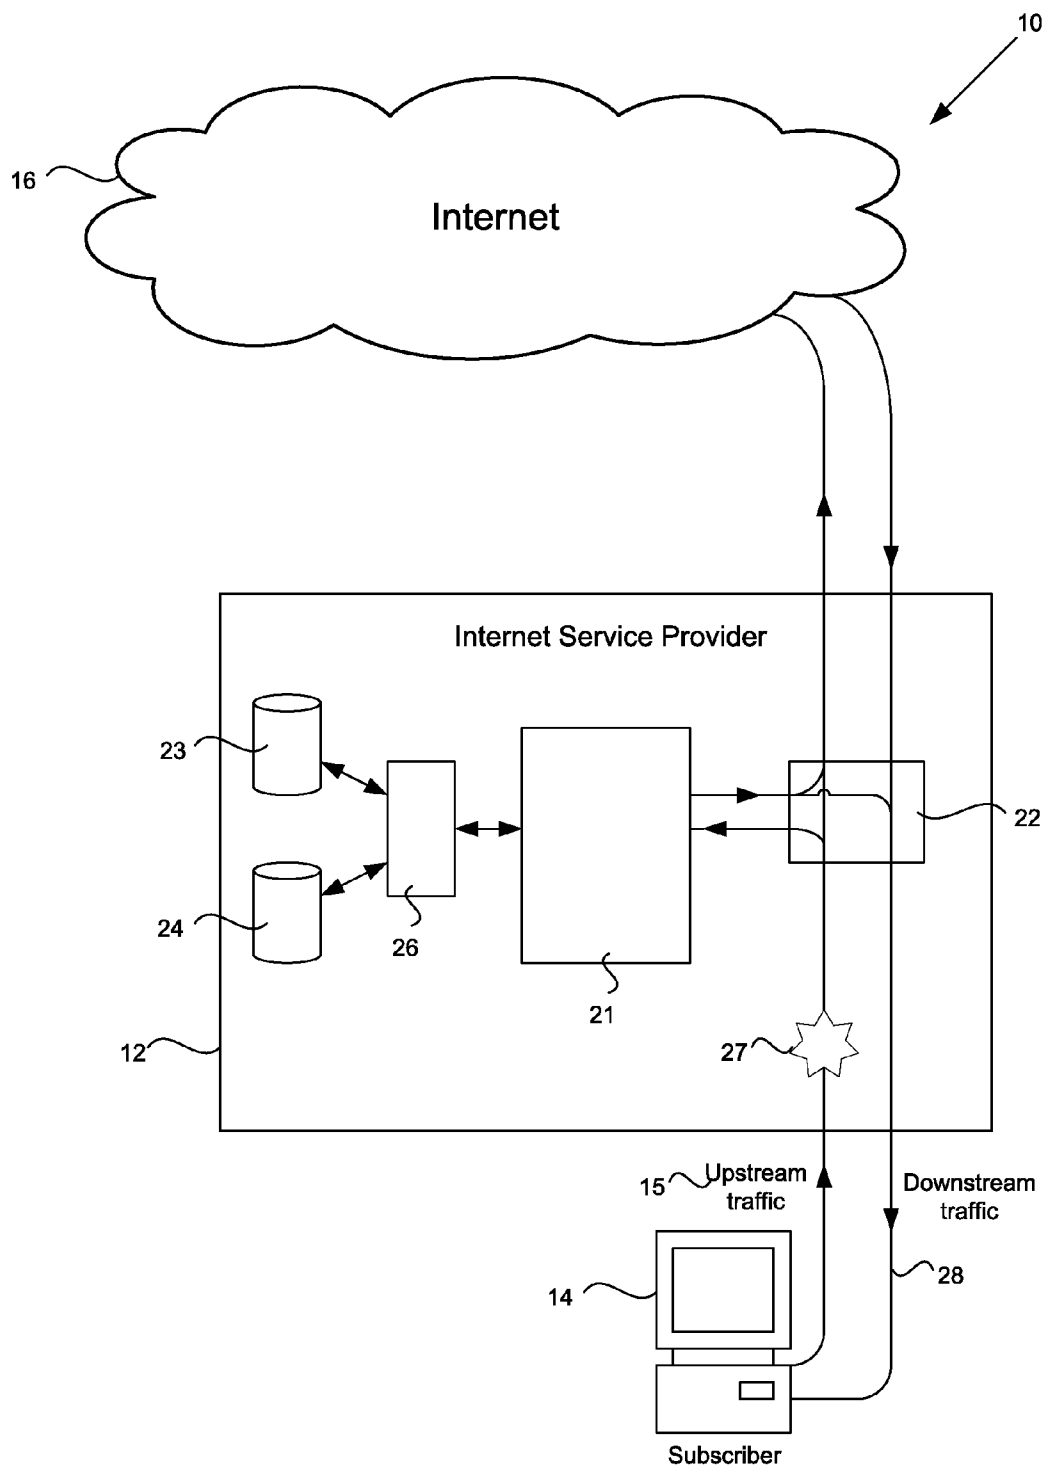 10
16
Internet
Internet Service Provider
23
22
24
26
21
12
27
15
Upstream
traffic
Downstream
traffic
28
14
Subscriber